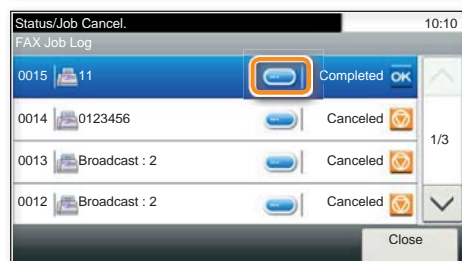 Status/Job Cancel. 10:10
FAX Job Log
0015 11 Completed OK
0014 0123456 Canceled
1/3
0013 Broadcast : 2 Canceled
0012 Broadcast : 2 Canceled
Close